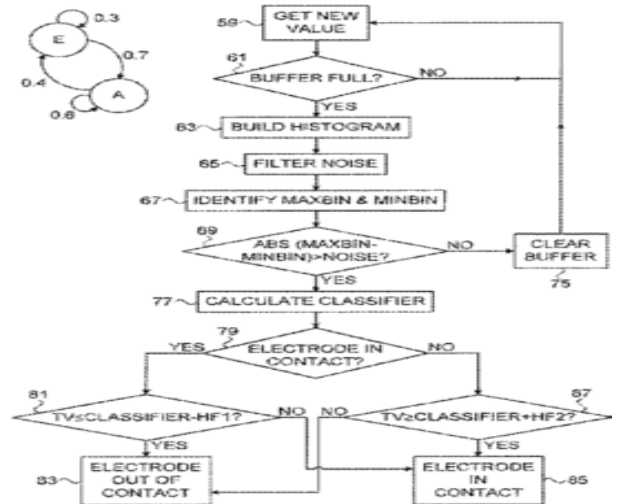 0.3
E
0.7
0.4
A
0.6
59
GET NEW
VALUE
61
BUFFER FULL?
NO
YES
63
BUILD HISTOGRAM
65
FILTER NOISE
67
IDENTIFY MAXBIN & MINBIN
69
ABS (MAXBIN-
MINBIN)>NOISE?
NO
CLEAR
BUFFER
75
YES
77
CALCULATE CLASSIFIER
79
YES
ELECTRODE IN
CONTACT?
NO
81
TV≤CLASSIFIER-HF1?
NO
NO
TV≥CLASSIFIER+HF2?
87
YES
YES
83
ELECTRODE
OUT OF
CONTACT
ELECTRODE
IN
CONTACT
85